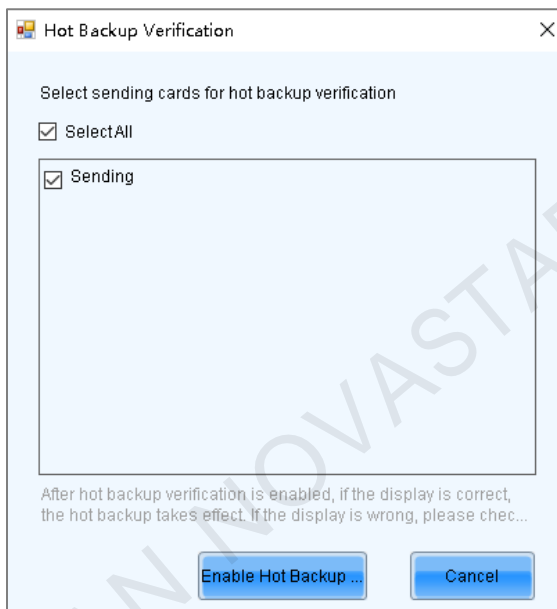 Hot Backup Verification
Select sending cards for hot backup verification
SelectAll
Sending
After hot backup verification is enabled, if the display is correct,
the hot backup takes effect. If the display is wrong, please chec...
Enable Hot Backup ...
Cancel
N NOVASTAR